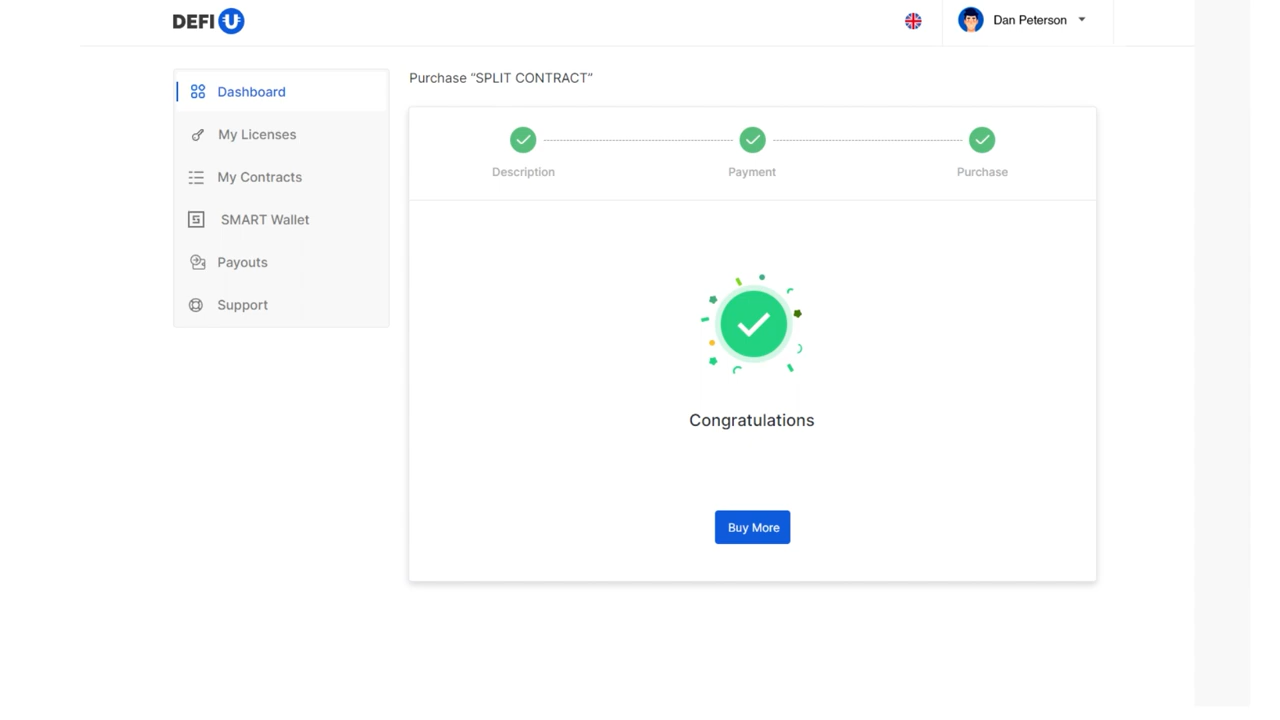 DEFI U
Dan Peterson
Dashboard
My Licenses
My Contracts
SMART Wallet
Payouts
Support
Purchase “SPLIT CONTRACT”
Description
Payment
Purchase
Congratulations
Buy More